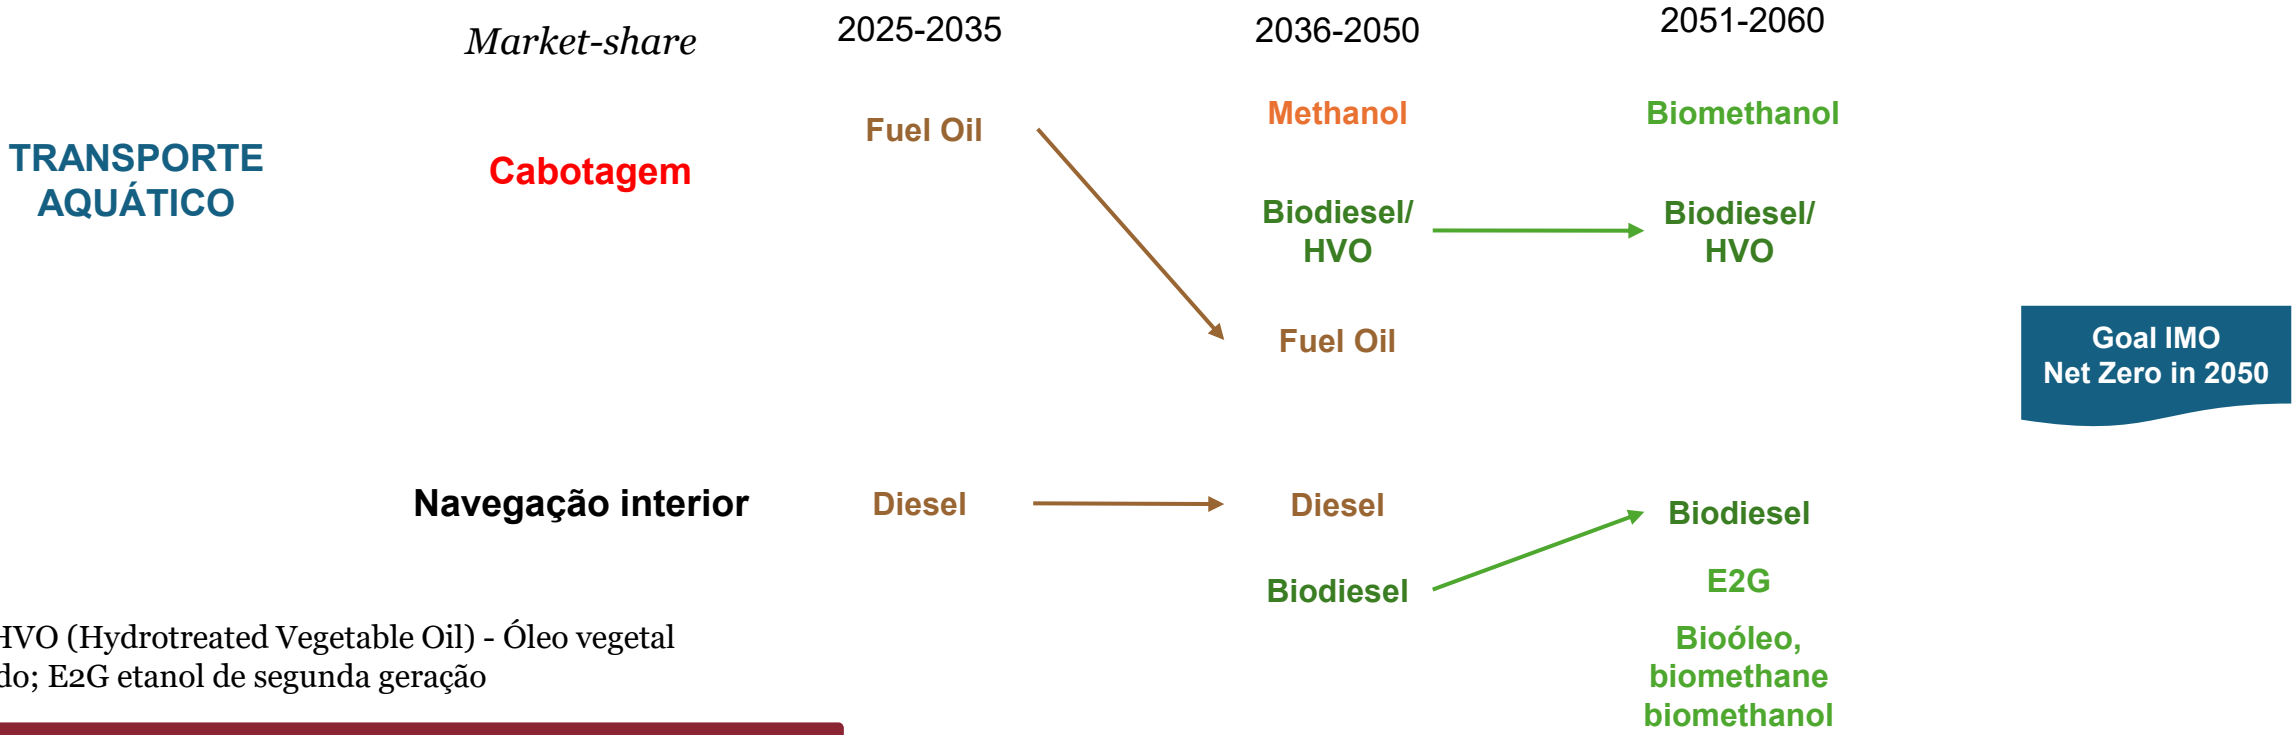 Market-share 2025-2035 2036-2050 2051-2060
TRANSPORTE
AQUÁTICO
Cabotagem
Fuel Oil
Methanol
Biomethanol
Biodiesel/
HVO
Biodiesel/
HVO
Fuel Oil
Goal IMO
Net Zero in 2050
Navegação interior
Diesel
Diesel
Biodiesel
Biodiesel
E2G
Bioóleo,
biomethane
biomethanol
HVO (Hydrotreated Vegetable Oil) - Óleo vegetal
E2G etanol de segunda geração